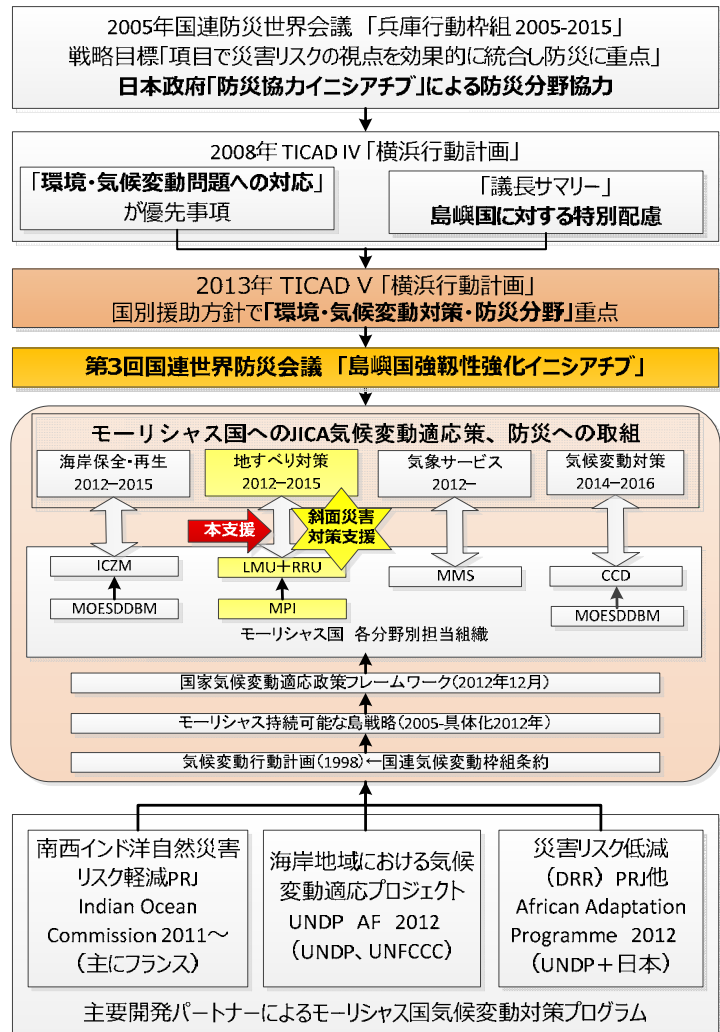 2005年国連防災世界会議 「兵庫行動枠組 2005-2015」
戦略目標「項目で災害リスクの視点を効果的に統合し防災に重点」
日本政府「防災協力イニシアチブ」による防災分野協力
2008年 TICAD IV 「横浜行動計画」
「環境・気候変動問題への対応」
が優先事項
「議長サマリー」
島嶼国に対する特別配慮
2013年 TICAD V 「横浜行動計画」
国別援助方針で「環境・気候変動対策・防災分野」重点
第3回国連世界防災会議 「島嶼国強靱性強化イニシアチブ」
モーリシャス国へのJICA気候変動適応策、防災への取組
海岸保全・再生
2012–2015
地すべり対策
2012–2015
気象サービス
2012-
気候変動対策
2014–2016
本支援
斜面災害
対策支援
ICZM
MOESDDBM
LMU+RRU
MPI
MMS
CCD
MOESDDBM
モーリシャス国 各分野別担当組織
国家気候変動適応政策フレームワーク(2012年12月)
モーリシャス持続可能な島戦略(2005-具体化2012年)
気候変動行動計画(1998)←国連気候変動枠組条約
南西インド洋自然災害
リスク軽減PRJ
Indian Ocean
Commission 2011～
(主にフランス)
海岸地域における気候
変動適応プロジェクト
UNDP AF 2012
(UNDP、UNFCCC)
災害リスク低減
(DRR) PRJ他
African Adaptation
Programme 2012
(UNDP+日本)
主要開発パートナーによるモーリシャス国気候変動対策プログラム